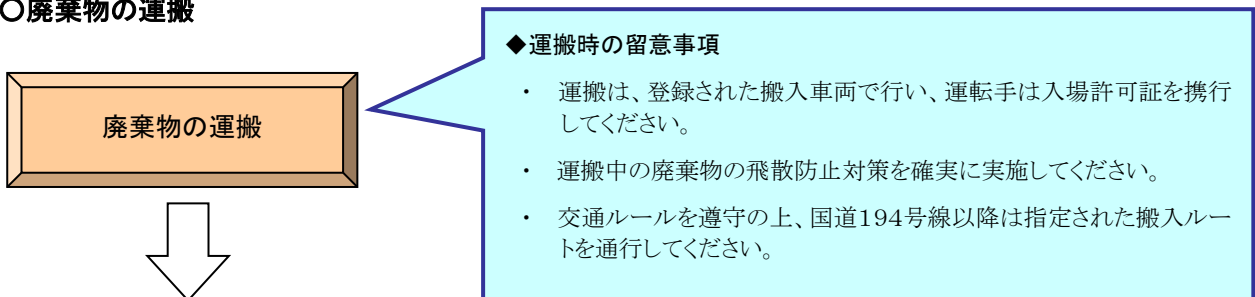 〇廃棄物の運搬
廃棄物の運搬
◆運搬時の留意事項
・ 運搬は、登録された搬入車両で行い、運転手は入場許可証を携行
してください。
・ 運搬中の廃棄物の飛散防止対策を確実に実施してください。
・ 交通ルールを遵守の上、国道194号線以降は指定された搬入ルー
トを通行してください。